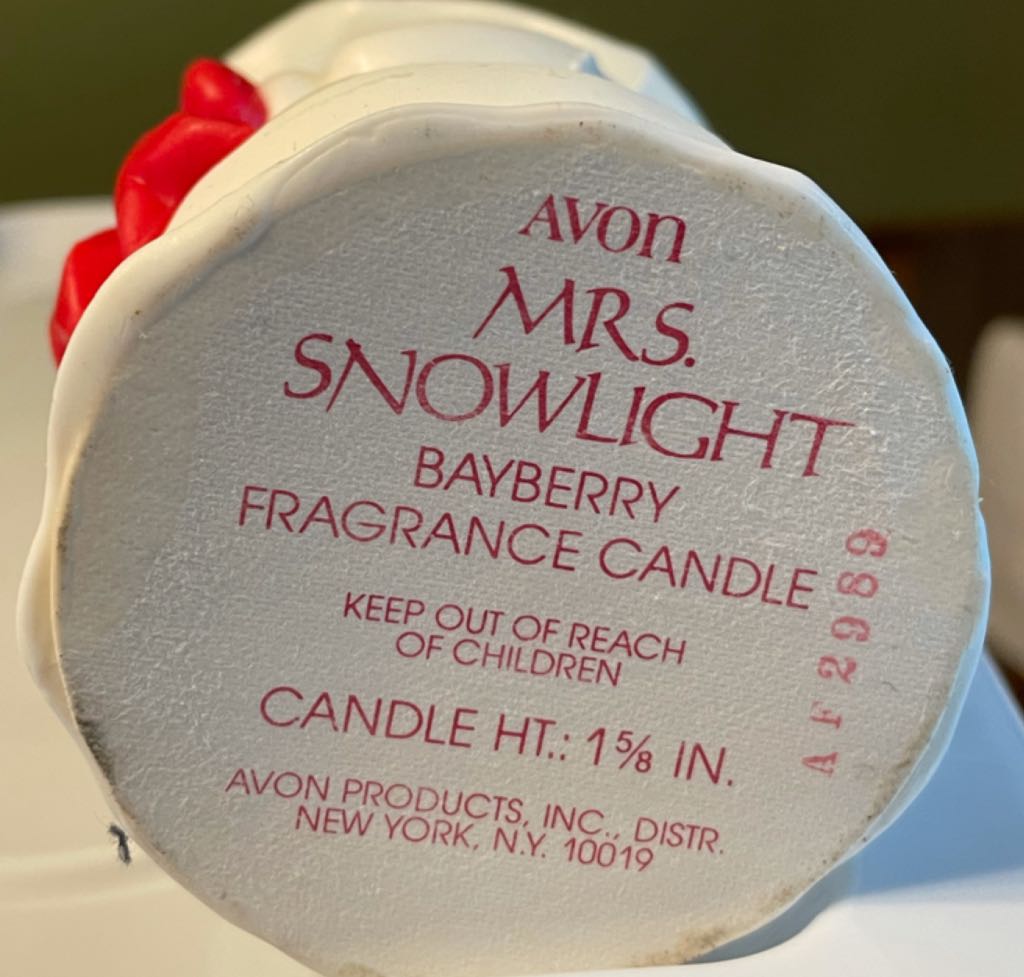 AVON
MRS.
SNOWLIGHT
BAYBERRY
FRAGRANCE CANDLE
KEEP OUT OF REACH
OF CHILDREN
CANDLE HT.: 1⅝ IN.
AVON PRODUCTS, INC., DISTR.
NEW YORK, N.Y. 10019
AF2989